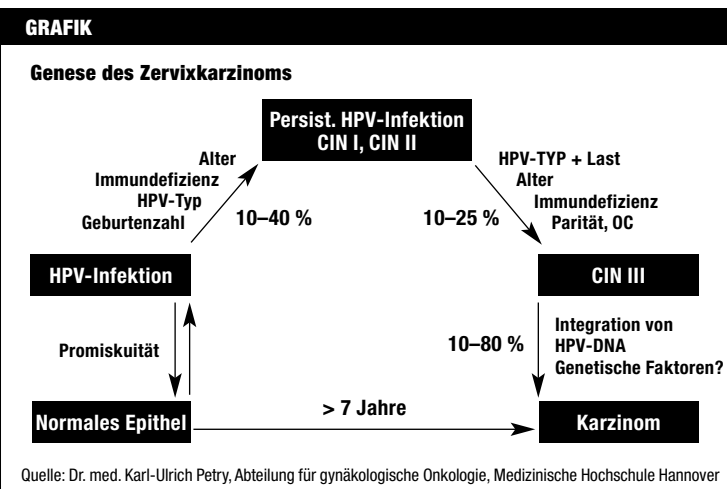 GRAFIK
Genese des Zervixkarzinoms
Persist. HPV-Infektion
CIN I, CIN II
Alter
Immundefizienz
HPV-Typ
Geburtenzahl
10–40 %
10–25 %
HPV-TYP + Last
Alter
Immundefizienz
Parität, OC
HPV-Infektion
CIN III
Promiskuität
10–80 %
Integration von
HPV-DNA
Genetische Faktoren?
Normales Epithel
> 7 Jahre
Karzinom
Quelle: Dr. med. Karl-Ulrich Petry, Abteilung für gynäkologische Onkologie, Medizinische Hochschule Hannover